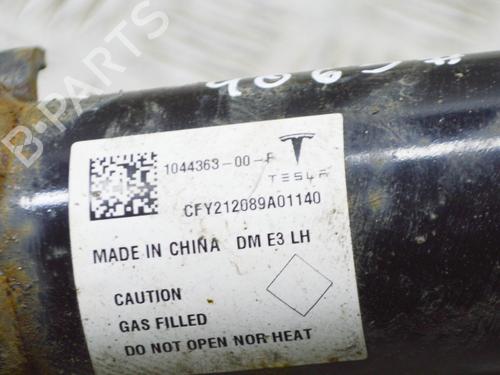 1044363-00-F
TESLA
CFY212089A01140
MADE IN CHINA DM E3 LH
CAUTION
GAS FILLED
DO NOT OPEN NOR HEAT
B-PARTS